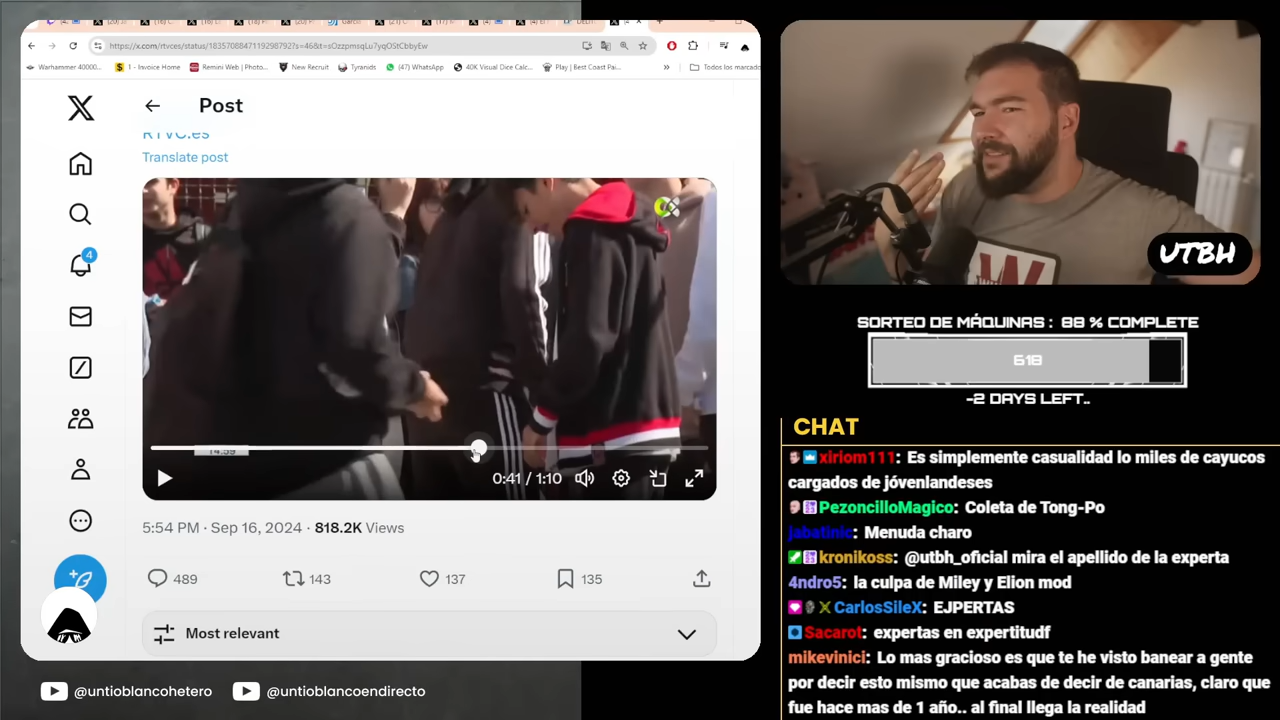 https://x.com/rtvces/status/1835708844711929879​2?s=46&t=sOzzpmsqLu7yqOStCbbyEw
Warhammer 40000...
1 - Invoice Home
Remini Web | Photo...
New Recruit
Tyranids
(47) WhatsApp
40K Visual Dice Calc...
Play | Best Coast Pai...
»
Todos los marcado
Post
RTVC.es
Translate post
14:59
0:41 / 1:10
5:54 PM · Sep 16, 2024 · 818.2K Views
4
489
143
137
135
Most relevant
@untioblancohetero
@untioblancoendirecto
W
UTBH
SORTEO DE MÁQUINAS : 88 % COMPLETE
618
-2 DAYS LEFT..
CHAT
xiriom111: Es simplemente casualidad lo miles de cayucos
cargados de jóvenlandeses
PezoncilloMagico: Coleta de Tong-Po
jabatinic: Menuda charo
kronikoss: @utbh_oficial mira el apellido de la experta
4ndro5: la culpa de Miley y Elion mod
CarlosSileX: EJPERTAS
Sacarot: expertas en expertitudf
mikevinici: Lo mas gracioso es que te he visto banear a gente
por decir esto mismo que acabas de decir de canarias, claro que
fue hace mas de 1 año.. al final llega la realidad